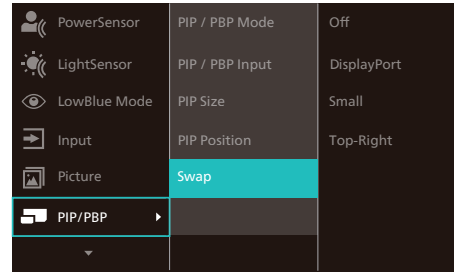 PowerSensor PIP / PBP Mode Off
LightSensor PIP / PBP Input DisplayPort
LowBlue Mode PIP Size Small
Input PIP Position Top-Right
Picture Swap
PIP/PBP